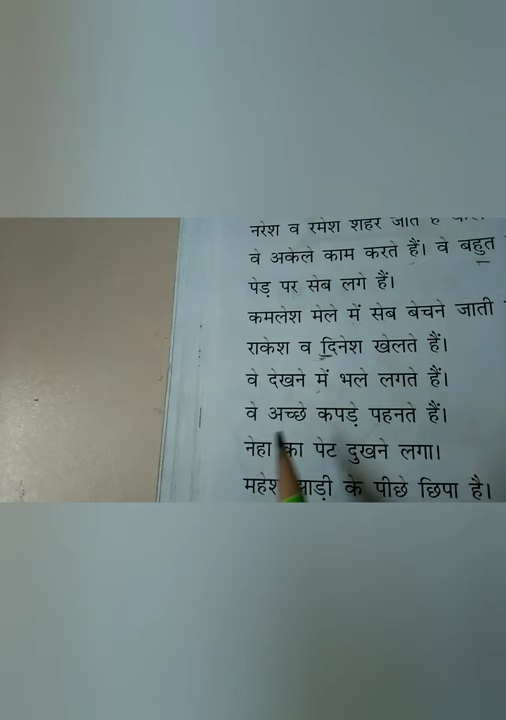 नरेश व रमेश शहर जाते हैं
वे अकेले काम करते हैं। वे बहुत
पेड़ पर सेब लगे हैं।
कमलेश मेले में सेब बेचने जाती
राकेश व दिनेश खेलते हैं।
वे देखने में भले लगते हैं।
वे अच्छे कपड़े पहनते हैं।
नेहा का पेट दुखने लगा।
महेश झाड़ी के पीछे छिपा है।